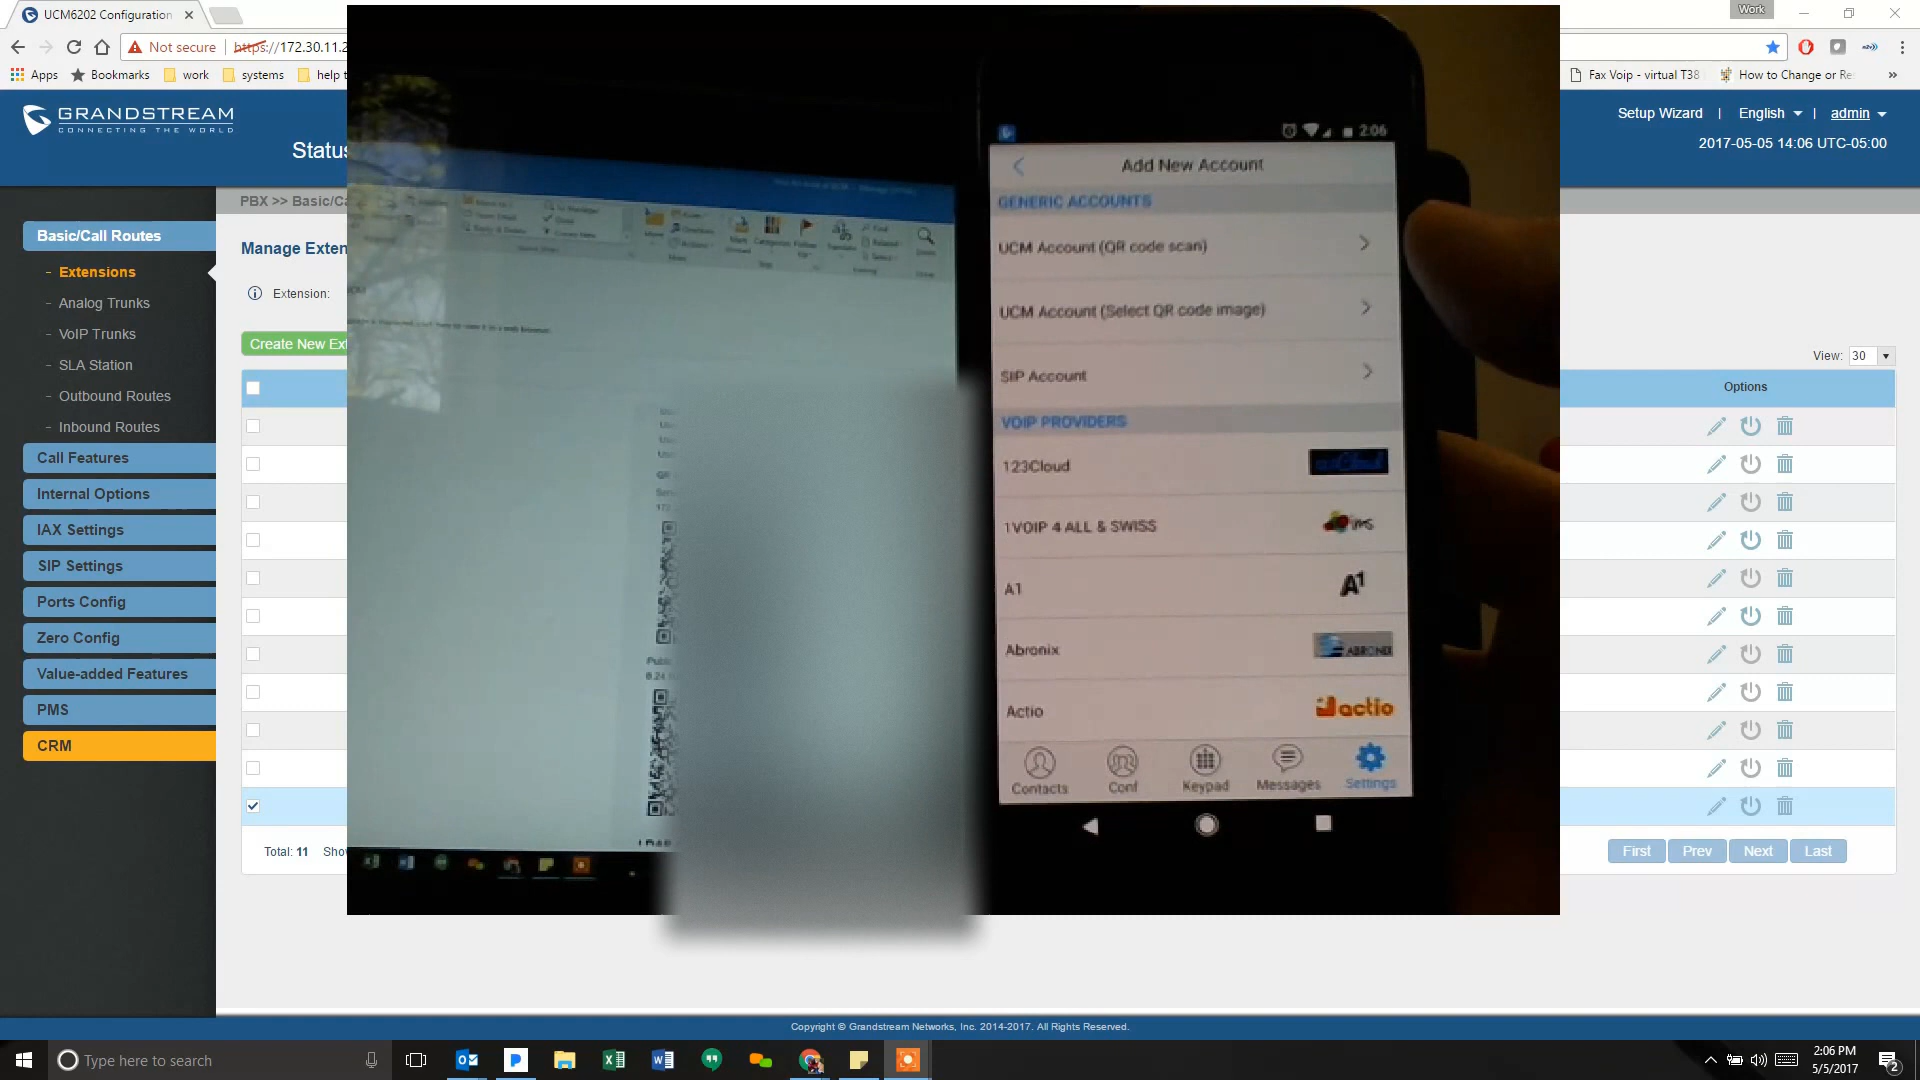 UCM6202 Configuration
Work
Not secure
https://172.30.11.2
Apps
Bookmarks
work
systems
help t
Fax Voip - virtual T38
How to Change or Re
GRANDSTREAM
CONNECTING THE WORLD
Status
Setup Wizard | English | admin
2017-05-05 14:06 UTC-05:00
PBX >> Basic/Ca
Basic/Call Routes
Extensions
Analog Trunks
VoIP Trunks
SLA Station
Outbound Routes
Inbound Routes
Call Features
Internal Options
IAX Settings
SIP Settings
Ports Config
Zero Config
Value-added Features
PMS
CRM
Manage Exten
Extension:
Create New Ext
View: 30
Options
Total: 11 Show
First Prev Next Last
2:06
Add New Account
GENERIC ACCOUNTS
UCM Account (QR code scan)
UCM Account (Select QR code image)
SIP Account
VOIP PROVIDERS
123Cloud
1VOIP 4 ALL & SWISS
A1
A1
Abronix
ABRONIX
Actio
actio
Contacts
Conf
Keypad
Messages
Settings
Copyright © Grandstream Networks, Inc. 2014-2017. All Rights Reserved.
Type here to search
2:06 PM
5/5/2017
2